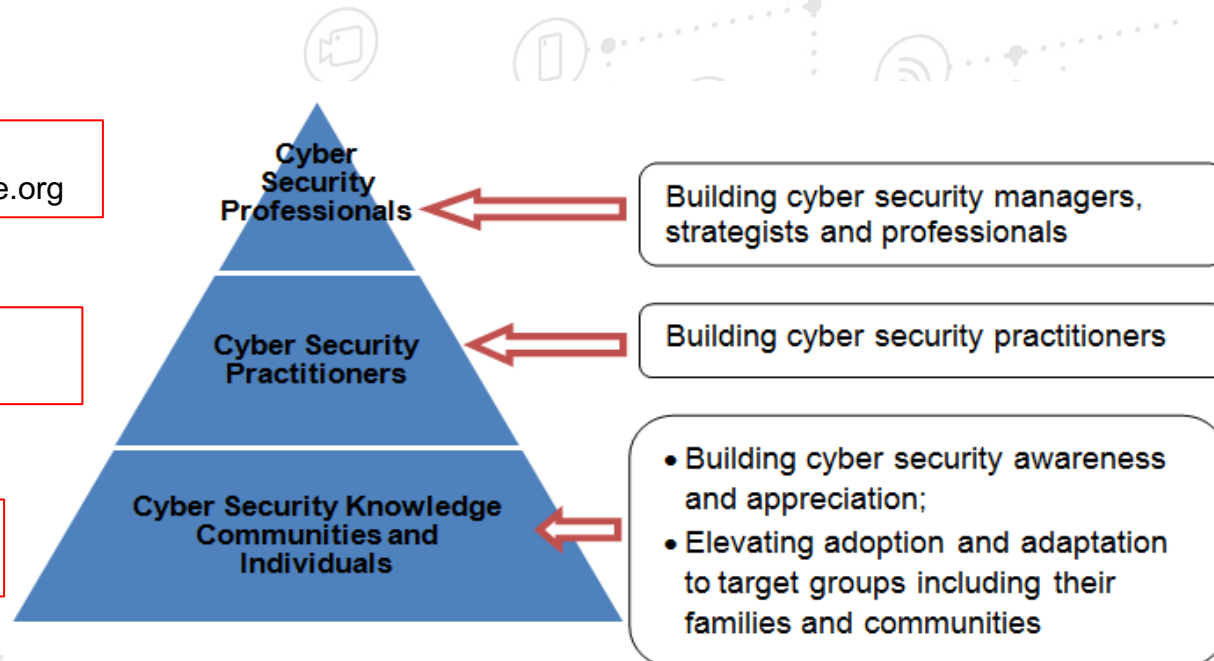 e.org
Cyber
Security
Professionals
Building cyber security managers,
strategists and professionals
Cyber Security
Practitioners
Building cyber security practitioners
Cyber Security Knowledge
Communities and
Individuals
• Building cyber security awareness
and appreciation;
• Elevating adoption and adaptation
to target groups including their
families and communities